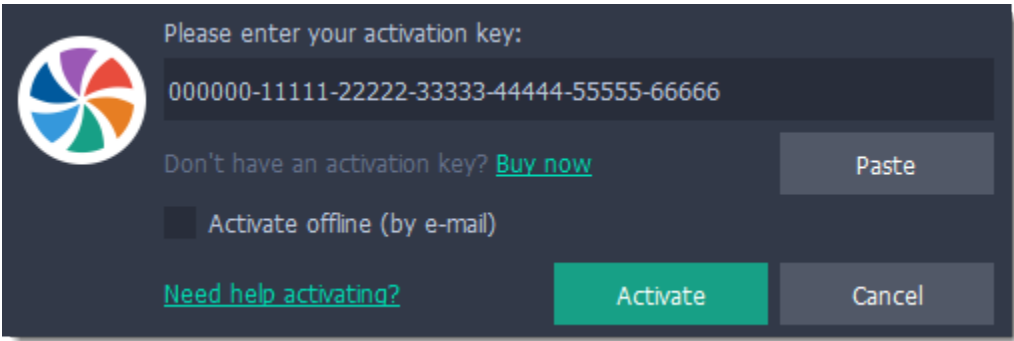 Please enter your activation key:
000000-11111-22222-33333-44444-55555-66666
Don't have an activation key? Buy now
Paste
Activate offline (by e-mail)
Need help activating?
Activate
Cancel